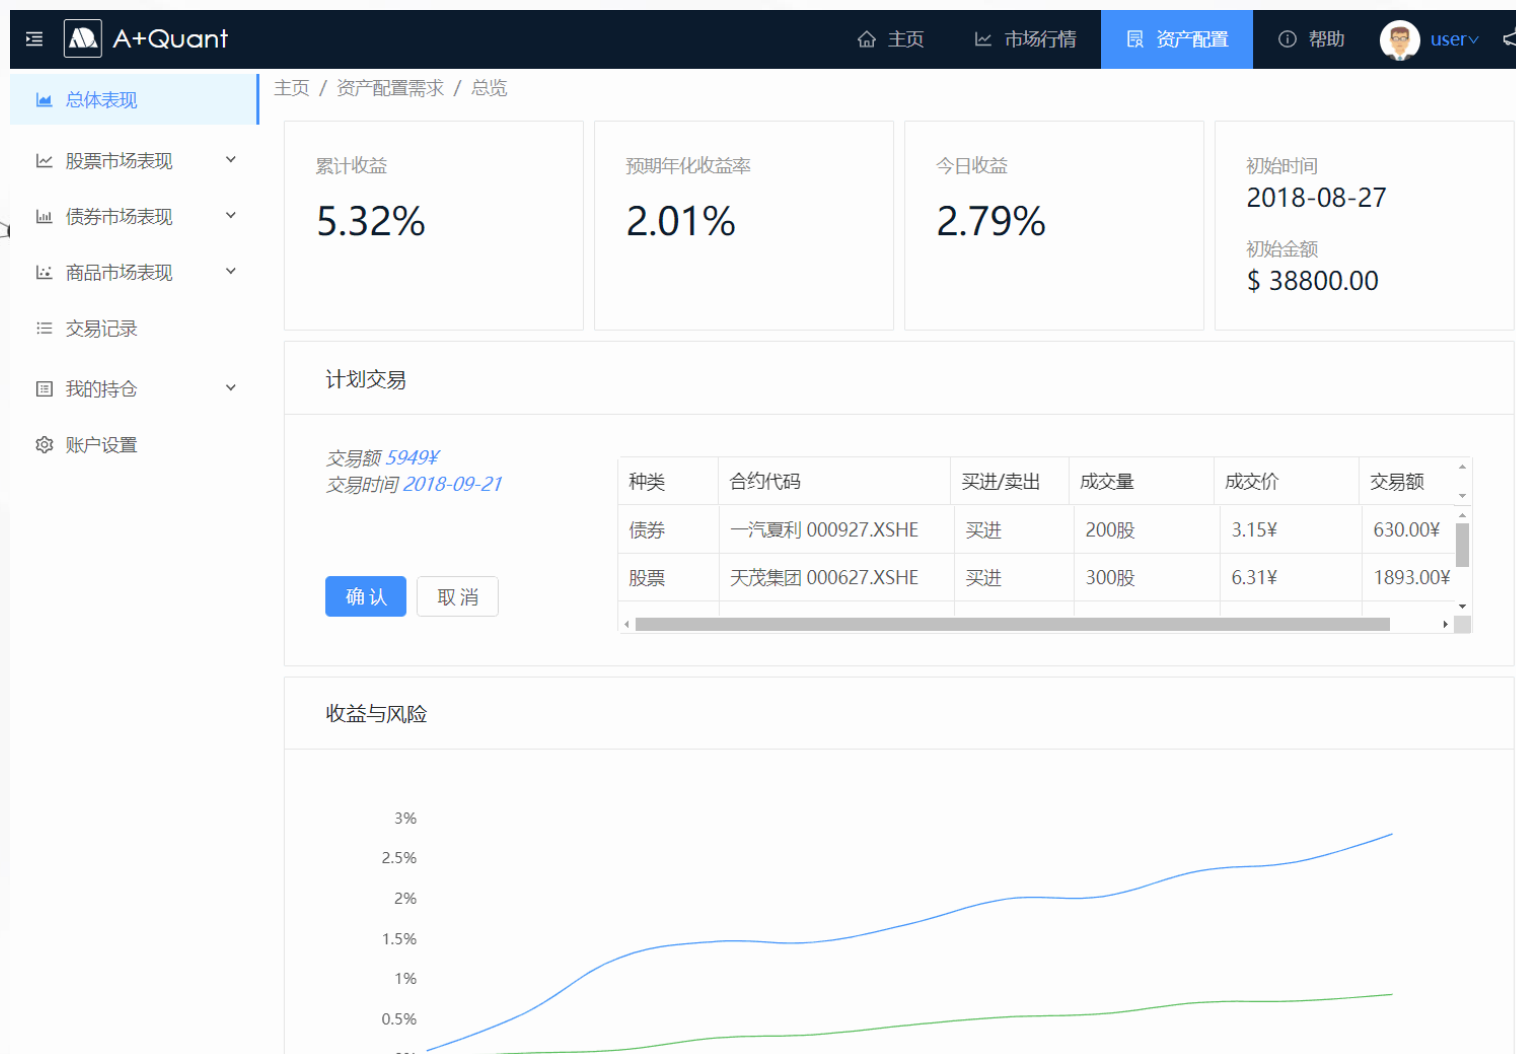 A+Quant
主页
市场行情
资产配置
帮助
user
总体表现
股票市场表现
债券市场表现
商品市场表现
交易记录
我的持仓
账户设置
主页 / 资产配置需求 / 总览
累计收益
5.32%
预期年化收益率
2.01%
今日收益
2.79%
初始时间
2018-08-27
初始金额
$ 38800.00
计划交易
交易额 5949¥
交易时间 2018-09-21
确 认
取 消
种类 合约代码 买进/卖出 成交量 成交价 交易额
债券 一汽夏利 000927.XSHE 买进 200股 3.15¥ 630.00¥
股票 天茂集团 000627.XSHE 买进 300股 6.31¥ 1893.00¥
收益与风险
3%
2.5%
2%
1.5%
1%
0.5%